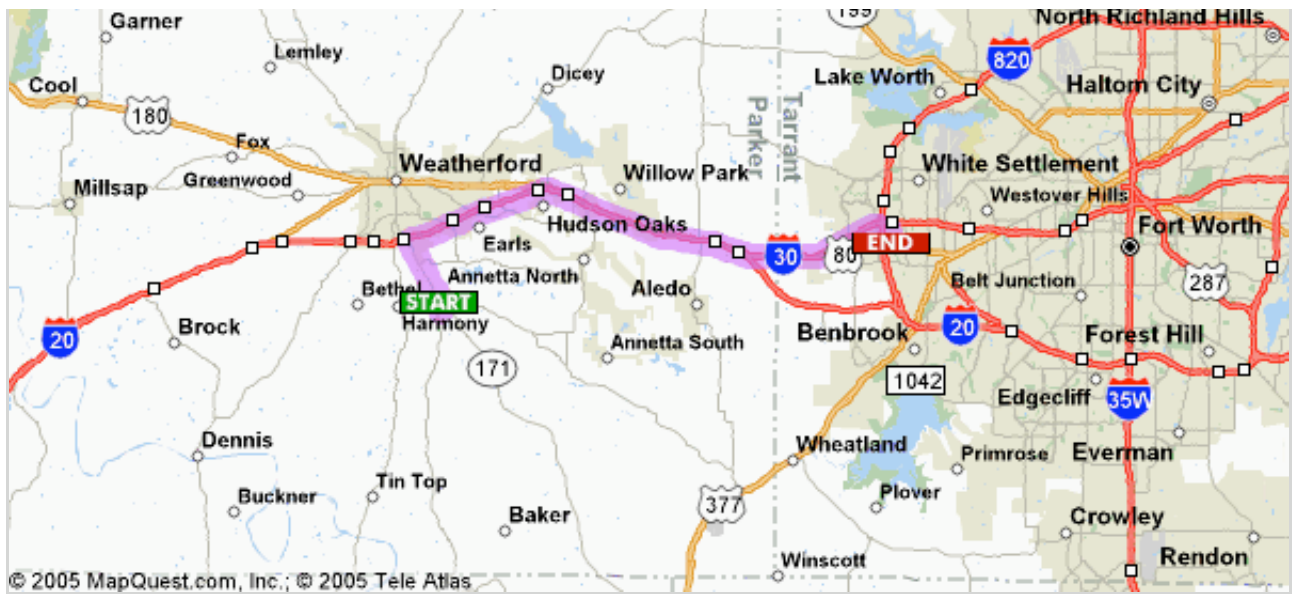 Garner
199
North Richland Hills
Lemley
820
Cool
Dicey
Lake Worth
Haltom City
180
Parker
Tarrant
Fox
Weatherford
White Settlement
Millsap
Greenwood
Willow Park
Westover Hills
Hudson Oaks
Fort Worth
Earls
30
80
END
Annetta North
Belt Junction
287
Bethel
START
Aledo
Harmony
20
Brock
Benbrook
20
Forest Hill
Annetta South
171
1042
Edgecliff
35W
Dennis
Wheatland
Primrose
Everman
Tin Top
Buckner
377
Plover
Baker
Crowley
Winscott
Rendon
© 2005 MapQuest.com, Inc.; © 2005 Tele Atlas